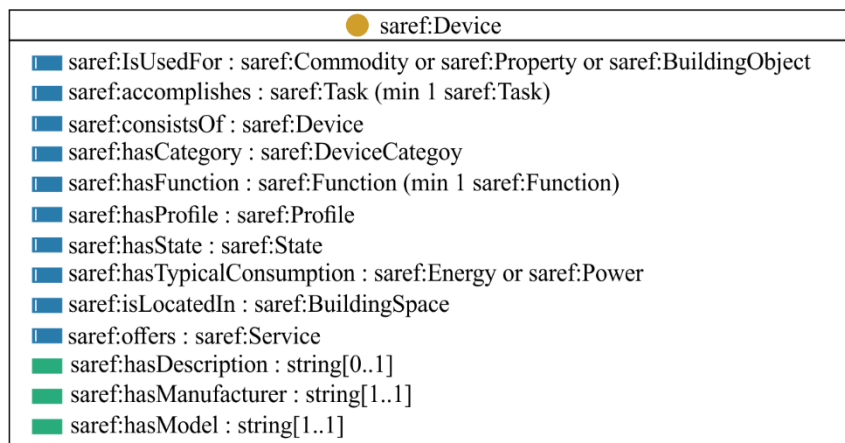 saref:Device
saref:IsUsedFor : saref:Commodity or saref:Property or saref:BuildingObject
saref:accomplishes : saref:Task (min 1 saref:Task)
saref:consistsOf : saref:Device
saref:hasCategory : saref:DeviceCategoy
saref:hasFunction : saref:Function (min 1 saref:Function)
saref:hasProfile : saref:Profile
saref:hasState : saref:State
saref:hasTypicalConsumption : saref:Energy or saref:Power
saref:isLocatedIn : saref:BuildingSpace
saref:offers : saref:Service
saref:hasDescription : string[0..1]
saref:hasManufacturer : string[1..1]
saref:hasModel : string[1..1]